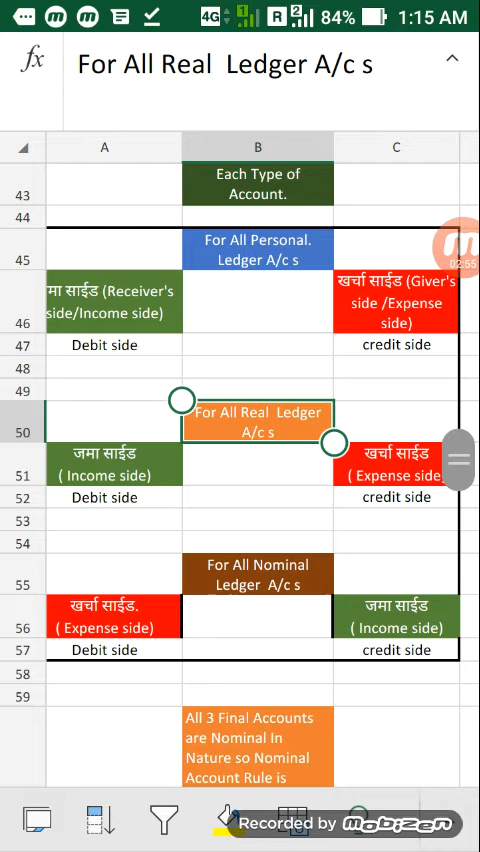 4G 1 R 2 84% 1:15 AM
fx For All Real Ledger A/c s
A B C
43 Each Type of
Account.
44
45 For All Personal.
Ledger A/c s
02:55
46 मा साईड (Receiver's
side/Income side)
खर्चा साईड (Giver's
side /Expense
side)
47 Debit side credit side
48
49
50 For All Real Ledger
A/c s
51 जमा साईड
( Income side)
खर्चा साईड
( Expense side)
52 Debit side credit side
53
54
55 For All Nominal
Ledger A/c s
56 खर्चा साईड.
( Expense side)
जमा साईड
( Income side)
57 Debit side credit side
58
59
All 3 Final Accounts
are Nominal In
Nature so Nominal
Account Rule is
Recorded by mobizen